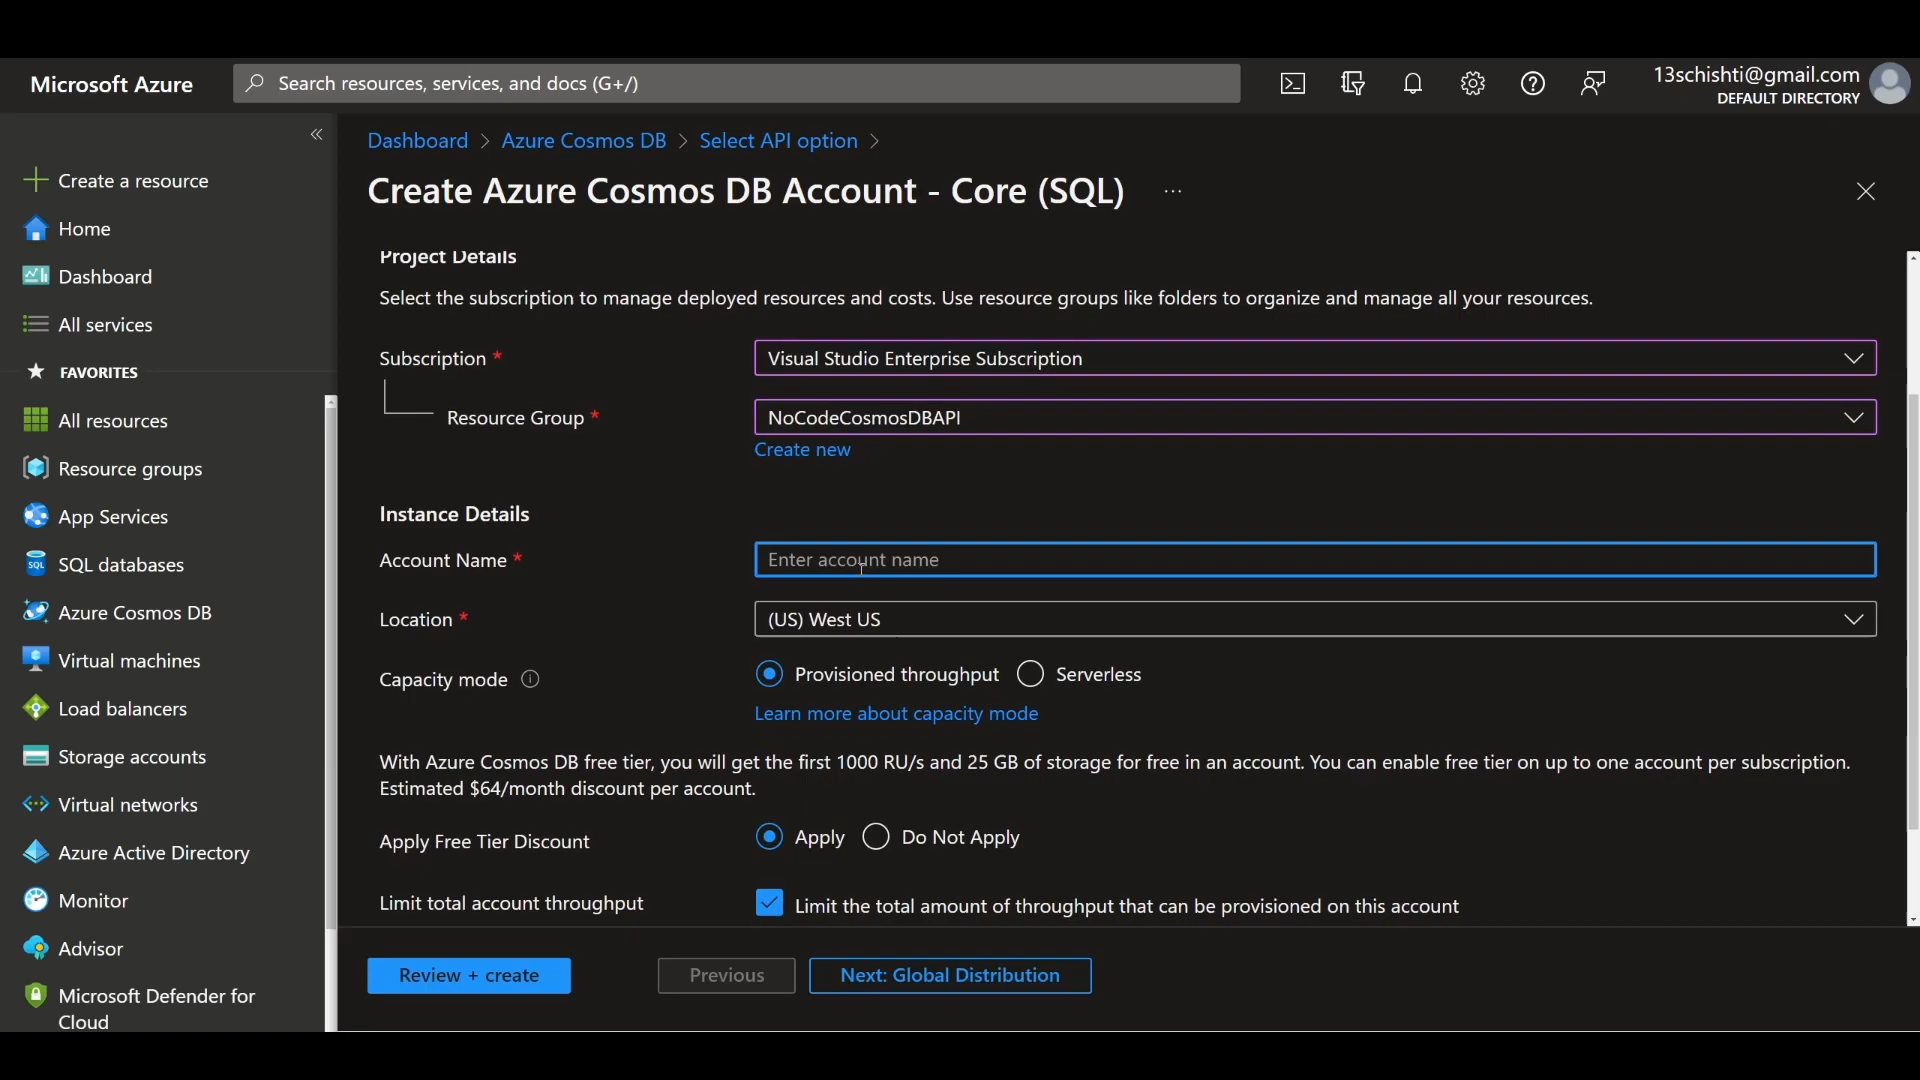 Microsoft Azure
Search resources, services, and docs (G+/)
13schishti@gmail.com
DEFAULT DIRECTORY
Create a resource
Home
Dashboard
All services
FAVORITES
All resources
Resource groups
App Services
SQL databases
Azure Cosmos DB
Virtual machines
Load balancers
Storage accounts
Virtual networks
Azure Active Directory
Monitor
Advisor
Microsoft Defender for
Cloud
Dashboard > Azure Cosmos DB > Select API option >
Create Azure Cosmos DB Account - Core (SQL) ...
Project Details
Select the subscription to manage deployed resources and costs. Use resource groups like folders to organize and manage all your resources.
Subscription * Visual Studio Enterprise Subscription
Resource Group * NoCodeCosmosDBAPI
Create new
Instance Details
Account Name * Enter account name
Location * (US) West US
Capacity mode Provisioned throughput Serverless
Learn more about capacity mode
With Azure Cosmos DB free tier, you will get the first 1000 RU/s and 25 GB of storage for free in an account. You can enable free tier on up to one account per subscription.
Estimated $64/month discount per account.
Apply Free Tier Discount Apply Do Not Apply
Limit total account throughput Limit the total amount of throughput that can be provisioned on this account
Review + create Previous Next: Global Distribution